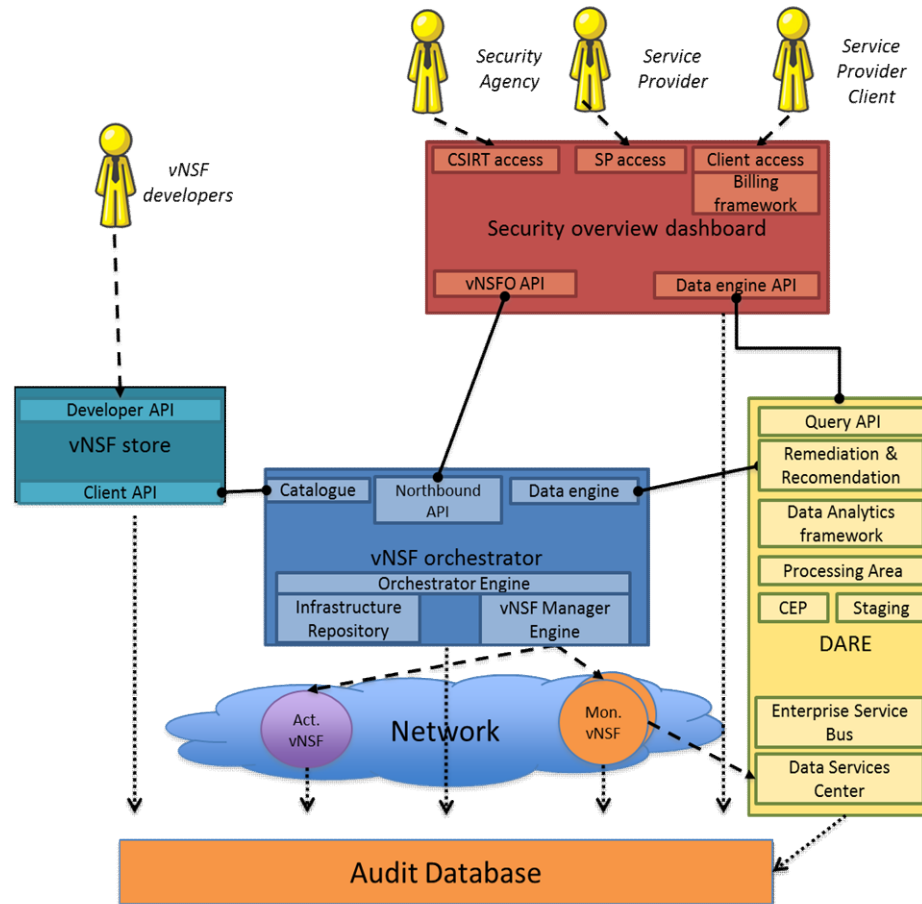 Security
Agency
Service
Provider
Service
Provider
Client
vNSF
developers
CSIRT access
SP access
Client access
Billing
framework
Security overview dashboard
vNSFO API
Data engine API
Developer API
vNSF store
Client API
Catalogue
Northbound
API
Data engine
vNSF orchestrator
Orchestrator Engine
Infrastructure
Repository
vNSF Manager
Engine
Query API
Remediation &
Recomendation
Data Analytics
framework
Processing Area
CEP
Staging
DARE
Enterprise Service
Bus
Data Services
Center
Act.
vNSF
Network
Mon.
vNSF
Audit Database